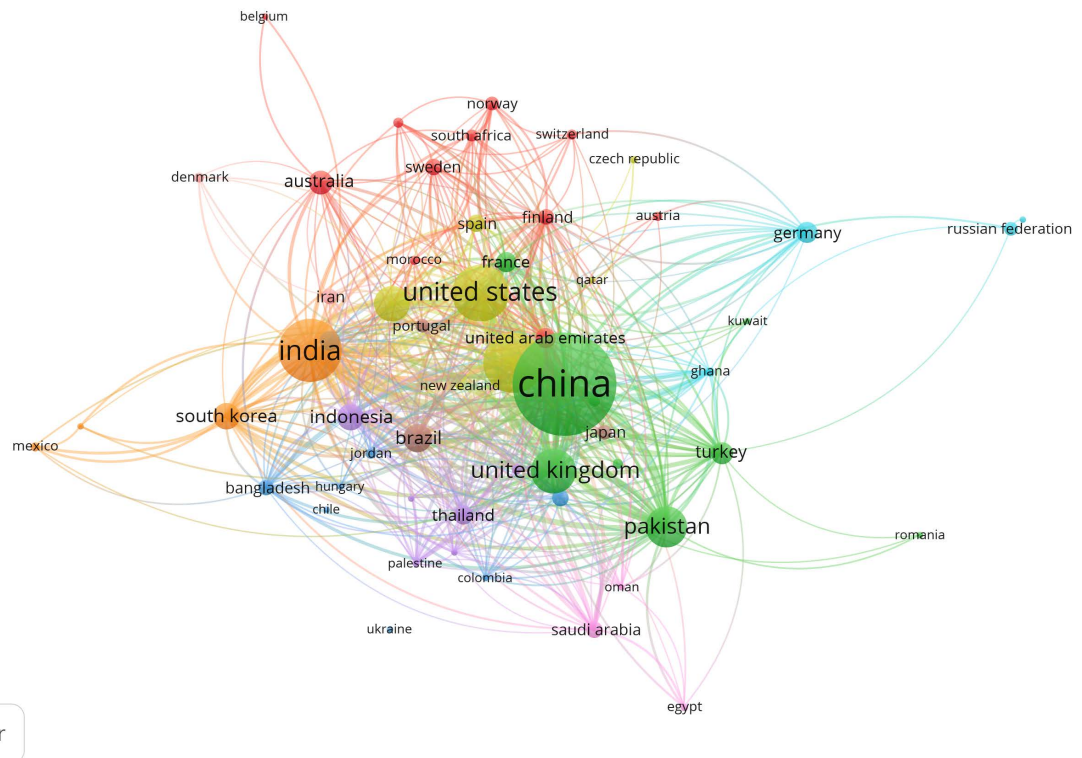 belgium
norway
south africa
switzerland
czech republic
sweden
denmark
australia
spain
finland
austria
germany
russian federation
morocco
france
qatar
iran
united states
portugal
united arab emirates
kuwait
india
ghana
new zealand
china
south korea
indonesia
brazil
japan
mexico
jordan
turkey
united kingdom
bangladesh
hungary
chile
thailand
pakistan
romania
palestine
colombia
oman
ukraine
saudi arabia
egypt
r